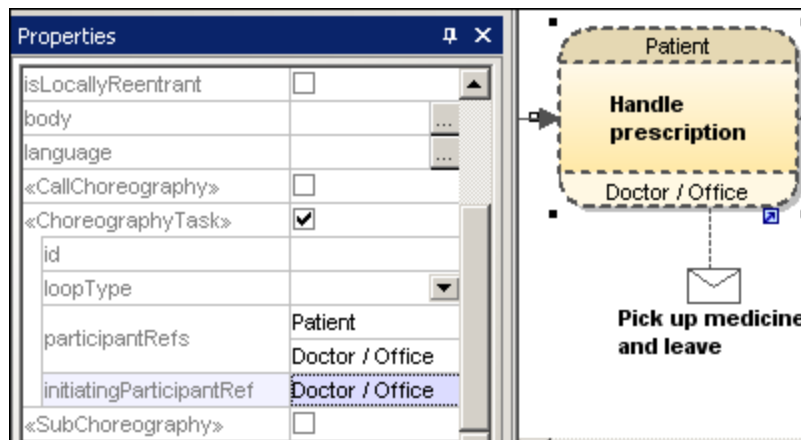 Properties
isLocallyReentrant
body
...
language
...
«CallChoreography»
«ChoreographyTask»
id
loopType
participantRefs
Patient
Doctor / Office
initiatingParticipantRef
Doctor / Office
«SubChoreography»
Patient
Handle
prescription
Doctor / Office
Pick up medicine
and leave